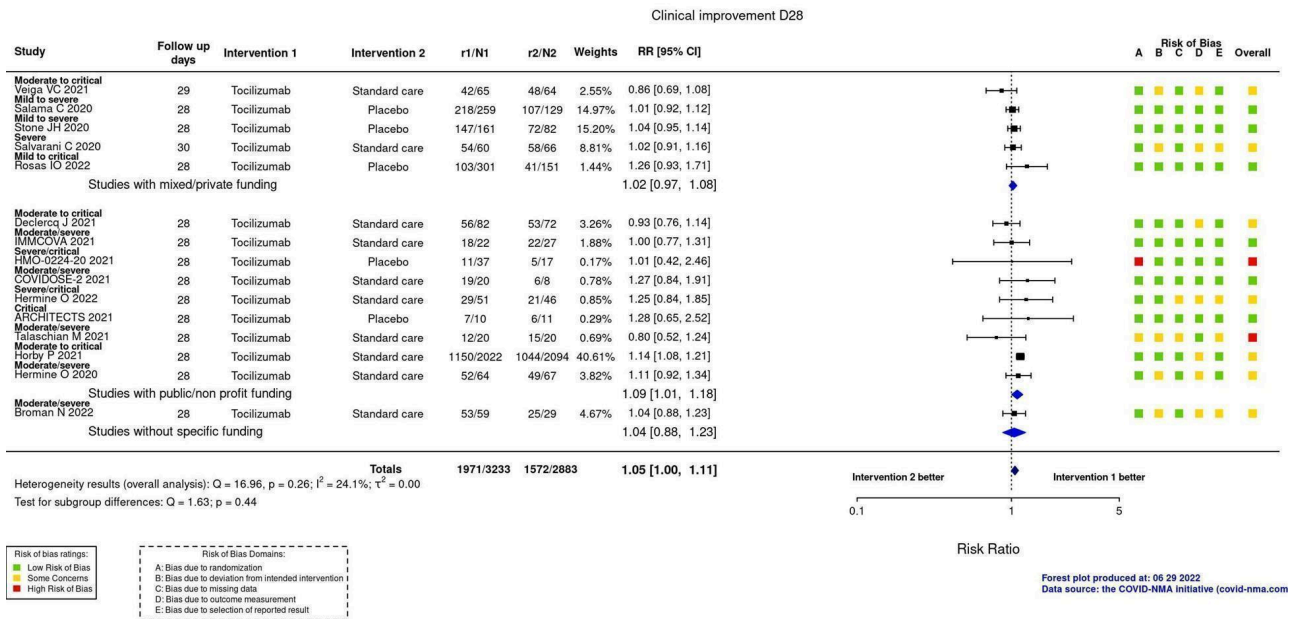 Clinical improvement D28
Study Follow up days Intervention 1 Intervention 2 r1/N1 r2/N2 Weights RR [95% CI] Risk of Bias A B C D E Overall
Moderate to critical
Veiga VC 2021 29 Tocilizumab Standard care 42/65 48/64 2.55% 0.86 [0.69, 1.08]
Mild to severe
Salama C 2020 28 Tocilizumab Placebo 218/259 107/129 14.97% 1.01 [0.92, 1.12]
Mild to severe
Stone JH 2020 28 Tocilizumab Placebo 147/161 72/82 15.20% 1.04 [0.95, 1.14]
Severe
Salvarani C 2020 30 Tocilizumab Standard care 54/60 58/66 8.81% 1.02 [0.91, 1.16]
Mild to critical
Rosas IO 2022 28 Tocilizumab Placebo 103/301 41/151 1.44% 1.26 [0.93, 1.71]
Studies with mixed/private funding 1.02 [0.97, 1.08]
Moderate to critical
Declercq J 2021 28 Tocilizumab Standard care 56/82 53/72 3.26% 0.93 [0.76, 1.14]
Moderate/severe
IMMCOVA 2021 28 Tocilizumab Standard care 18/22 22/27 1.88% 1.00 [0.77, 1.31]
Severe/critical
HMO-0224-20 2021 28 Tocilizumab Placebo 11/37 5/17 0.17% 1.01 [0.42, 2.46]
Moderate/severe
COVIDOSE-2 2021 28 Tocilizumab Standard care 19/20 6/8 0.78% 1.27 [0.84, 1.91]
Severe/critical
Hermine O 2022 28 Tocilizumab Standard care 29/51 21/46 0.85% 1.25 [0.84, 1.85]
Critical
ARCHITECTS 2021 28 Tocilizumab Placebo 7/10 6/11 0.29% 1.28 [0.65, 2.52]
Moderate/severe
Talaschian M 2021 28 Tocilizumab Standard care 12/20 15/20 0.69% 0.80 [0.52, 1.24]
Moderate to critical
Horby P 2021 28 Tocilizumab Standard care 1150/2022 1044/2094 40.61% 1.14 [1.08, 1.21]
Moderate/severe
Hermine O 2020 28 Tocilizumab Standard care 52/64 49/67 3.82% 1.11 [0.92, 1.34]
Studies with public/non profit funding 1.09 [1.01, 1.18]
Moderate/severe
Broman N 2022 28 Tocilizumab Standard care 53/59 25/29 4.67% 1.04 [0.88, 1.23]
Studies without specific funding 1.04 [0.88, 1.23]
Totals 1971/3233 1572/2883 1.05 [1.00, 1.11]
Heterogeneity results (overall analysis): Q = 16.96, p = 0.26; I² = 24.1%; τ² = 0.00
Test for subgroup differences: Q = 1.63; p = 0.44
Intervention 2 better Intervention 1 better
0.1 1 5
Risk Ratio
Risk of bias ratings:
Low Risk of Bias
Some Concerns
High Risk of Bias
Risk of Bias Domains:
A: Bias due to randomization
B: Bias due to deviation from intended intervention
C: Bias due to missing data
D: Bias due to outcome measurement
E: Bias due to selection of reported result
Forest plot produced at: 06 29 2022
Data source: the COVID-NMA initiative (covid-nma.com